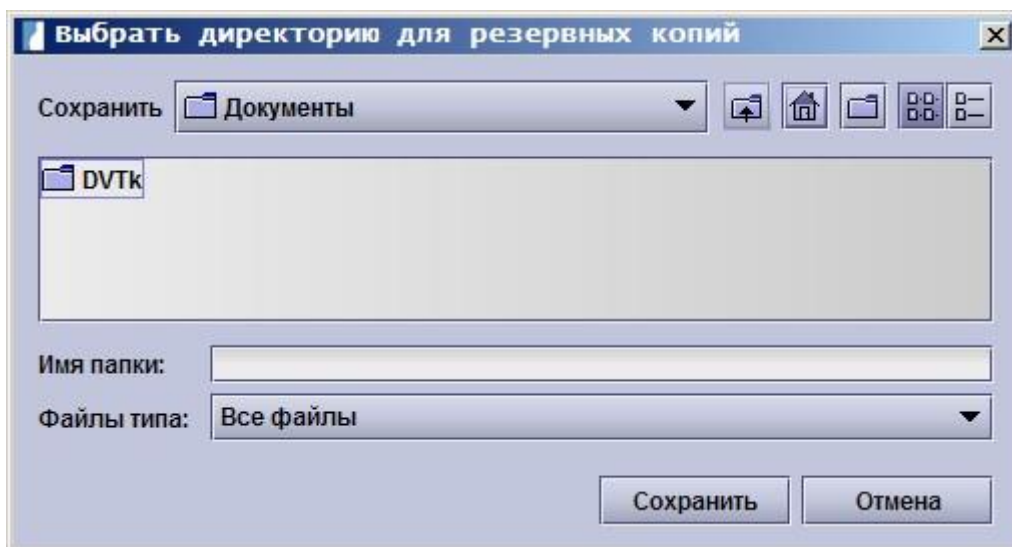 Выбрать директорию для резервных копий
Сохранить Документы
DVTk
Имя папки:
Файлы типа: Все файлы
Сохранить Отмена